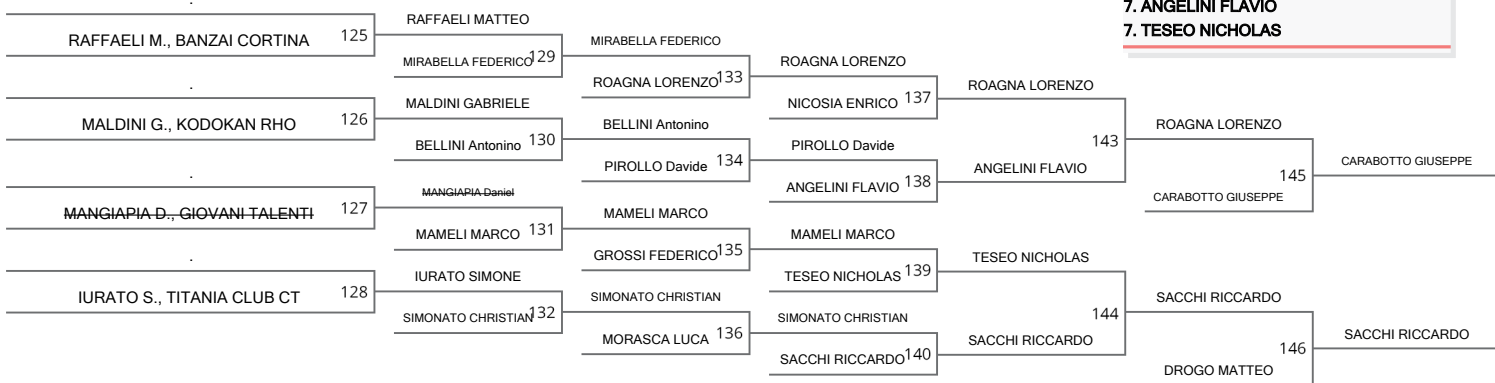 7. ANGELINI FLAVIO
7. TESEO NICHOLAS
.
RAFFAELI M., BANZAI CORTINA 125
.
MALDINI G., KODOKAN RHO 126
.
MANGIAPIA D., GIOVANI TALENTI 127
.
IURATO S., TITANIA CLUB CT 128
RAFFAELI MATTEO
MIRABELLA FEDERICO 129
MALDINI GABRIELE
BELLINI Antonino 130
MANGIAPIA Daniel
MAMELI MARCO 131
IURATO SIMONE
SIMONATO CHRISTIAN 132
MIRABELLA FEDERICO
ROAGNA LORENZO 133
BELLINI Antonino
PIROLLO Davide 134
MAMELI MARCO
GROSSI FEDERICO 135
SIMONATO CHRISTIAN
MORASCA LUCA 136
ROAGNA LORENZO
NICOSIA ENRICO 137
PIROLLO Davide
ANGELINI FLAVIO 138
MAMELI MARCO
TESEO NICHOLAS 139
SIMONATO CHRISTIAN
SACCHI RICCARDO 140
ROAGNA LORENZO
143
ANGELINI FLAVIO
TESEO NICHOLAS
144
SACCHI RICCARDO
ROAGNA LORENZO
145
CARABOTTO GIUSEPPE
SACCHI RICCARDO
146
DROGO MATTEO
CARABOTTO GIUSEPPE
SACCHI RICCARDO